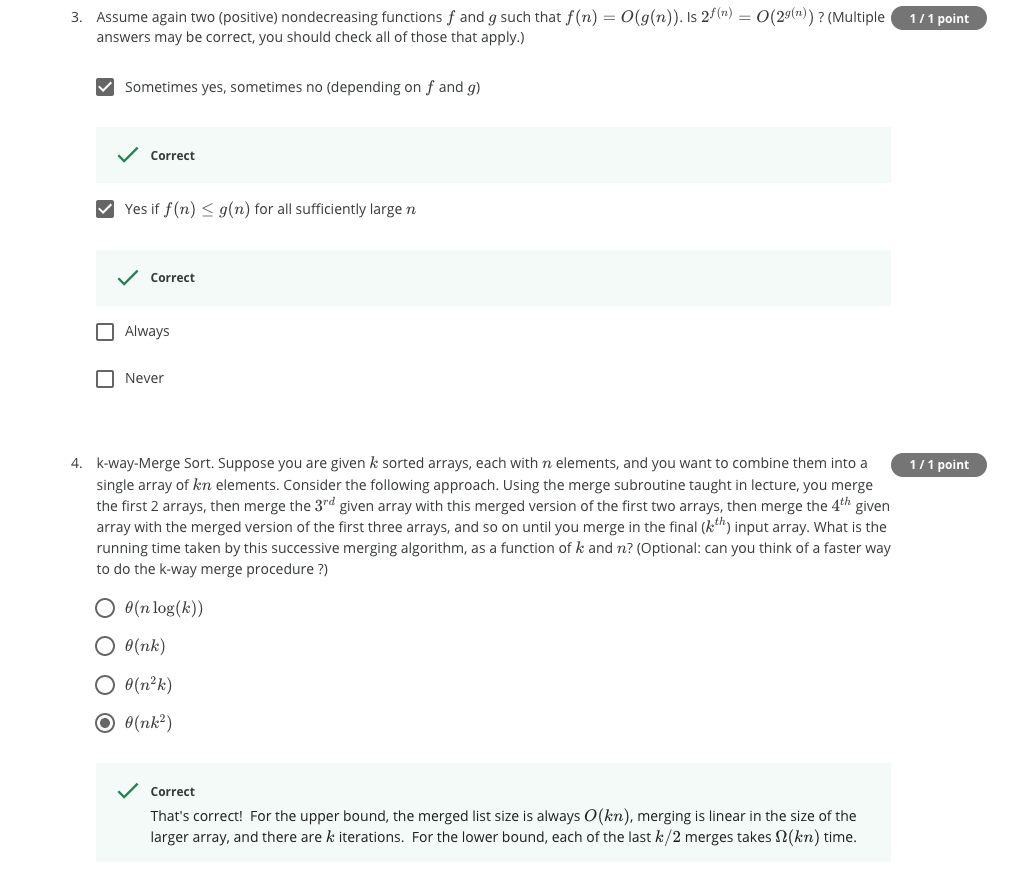 3. Assume again two (positive) nondecreasing functions f and g such that f(n) = O(g(n)). Is 2^{f(n)} = O(2^{g(n)}) ? (Multiple 1 / 1 point
answers may be correct, you should check all of those that apply.)
Sometimes yes, sometimes no (depending on f and g)
Correct
Yes if f(n) ≤ g(n) for all sufficiently large n
Correct
Always
Never
4. k-way-Merge Sort. Suppose you are given k sorted arrays, each with n elements, and you want to combine them into a 1 / 1 point
single array of kn elements. Consider the following approach. Using the merge subroutine taught in lecture, you merge
the first 2 arrays, then merge the 3^{rd} given array with this merged version of the first two arrays, then merge the 4^{th} given
array with the merged version of the first three arrays, and so on until you merge in the final (k^{th}) input array. What is the
running time taken by this successive merging algorithm, as a function of k and n? (Optional: can you think of a faster way
to do the k-way merge procedure ?)
θ(n log(k))
θ(nk)
θ(n²k)
θ(nk²)
Correct
That's correct! For the upper bound, the merged list size is always O(kn), merging is linear in the size of the
larger array, and there are k iterations. For the lower bound, each of the last k/2 merges takes Ω(kn) time.